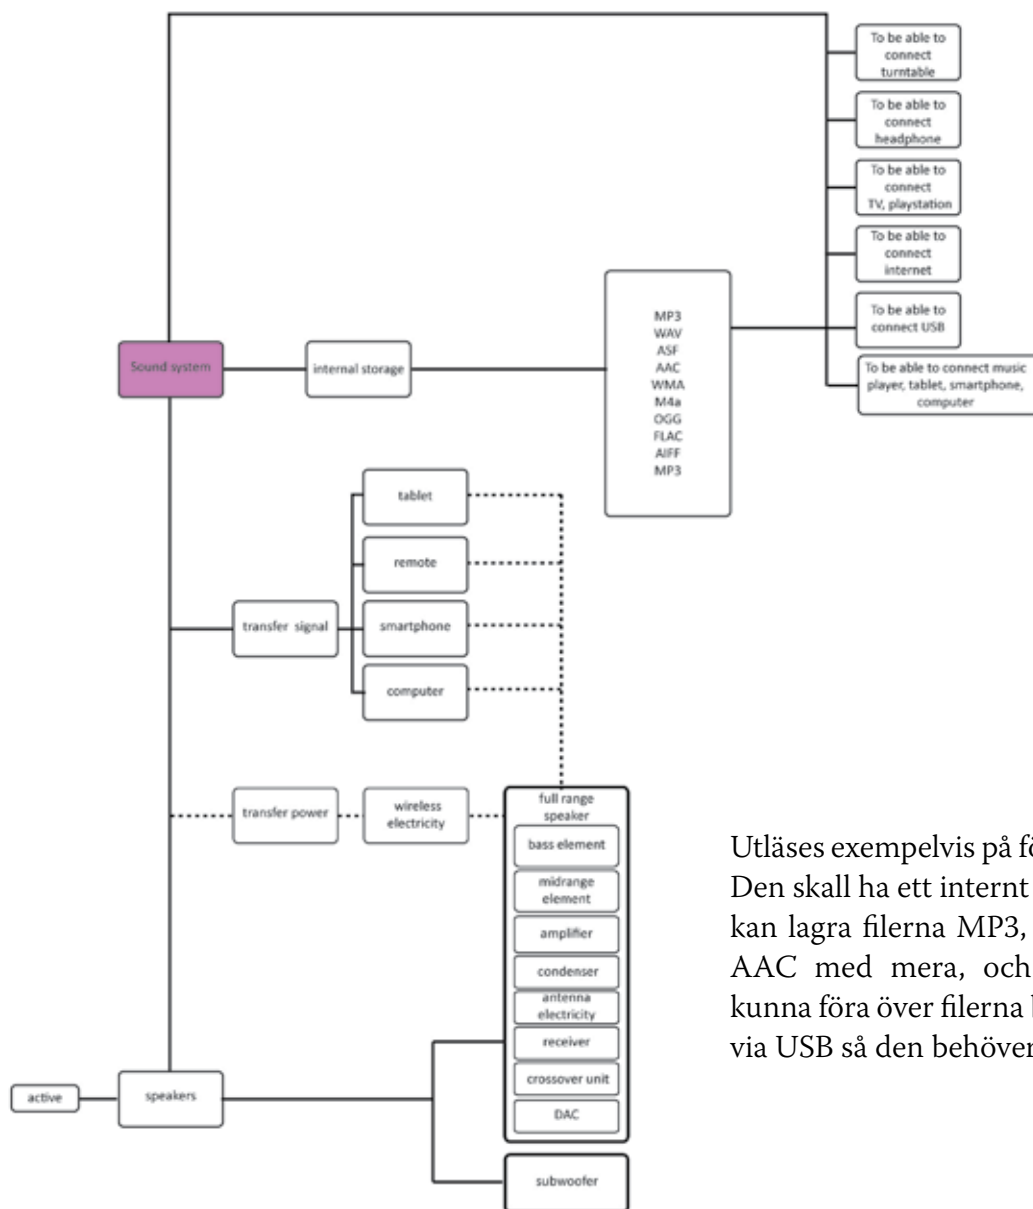 To be able to
connect
turntable
To be able to
connect
headphone
To be able to
connect
TV, playstation
To be able to
connect
internet
To be able to
connect USB
To be able to connect music
player, tablet, smartphone,
computer
MP3
WAV
ASF
AAC
WMA
M4a
OGG
FLAC
AIFF
MP3
Sound system
internal storage
tablet
remote
transfer signal
smartphone
computer
transfer power
wireless
electricity
full range
speaker
bass element
midrange
element
amplifier
condenser
antenna
electricity
receiver
crossover unit
DAC
active
speakers
subwoofer
Utläses exempelvis på fö
Den skall ha ett internt
kan lagra filerna MP3,
AAC med mera, och
kunna föra över filerna
via USB så den behöver